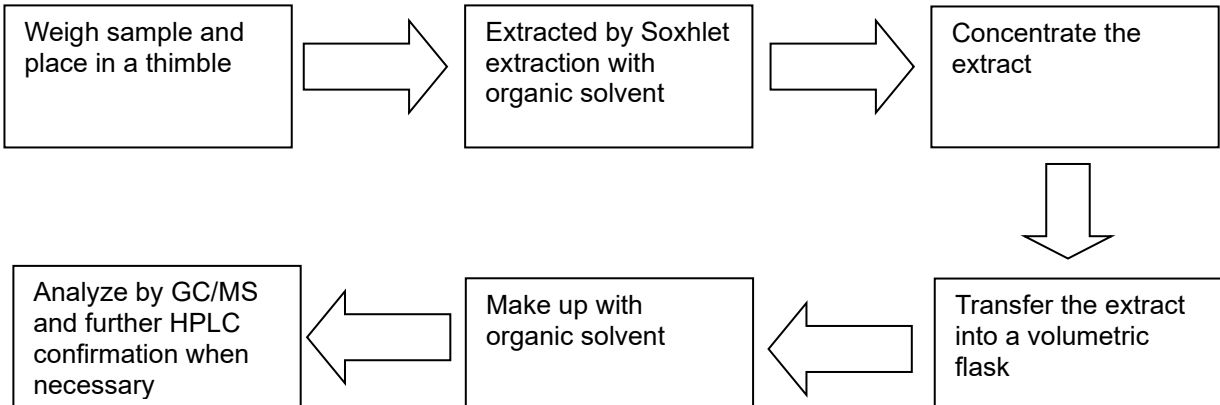 Weigh sample and
place in a thimble
Extracted by Soxhlet
extraction with
organic solvent
Concentrate the
extract
Transfer the extract
into a volumetric
flask
Make up with
organic solvent
Analyze by GC/MS
and further HPLC
confirmation when
necessary